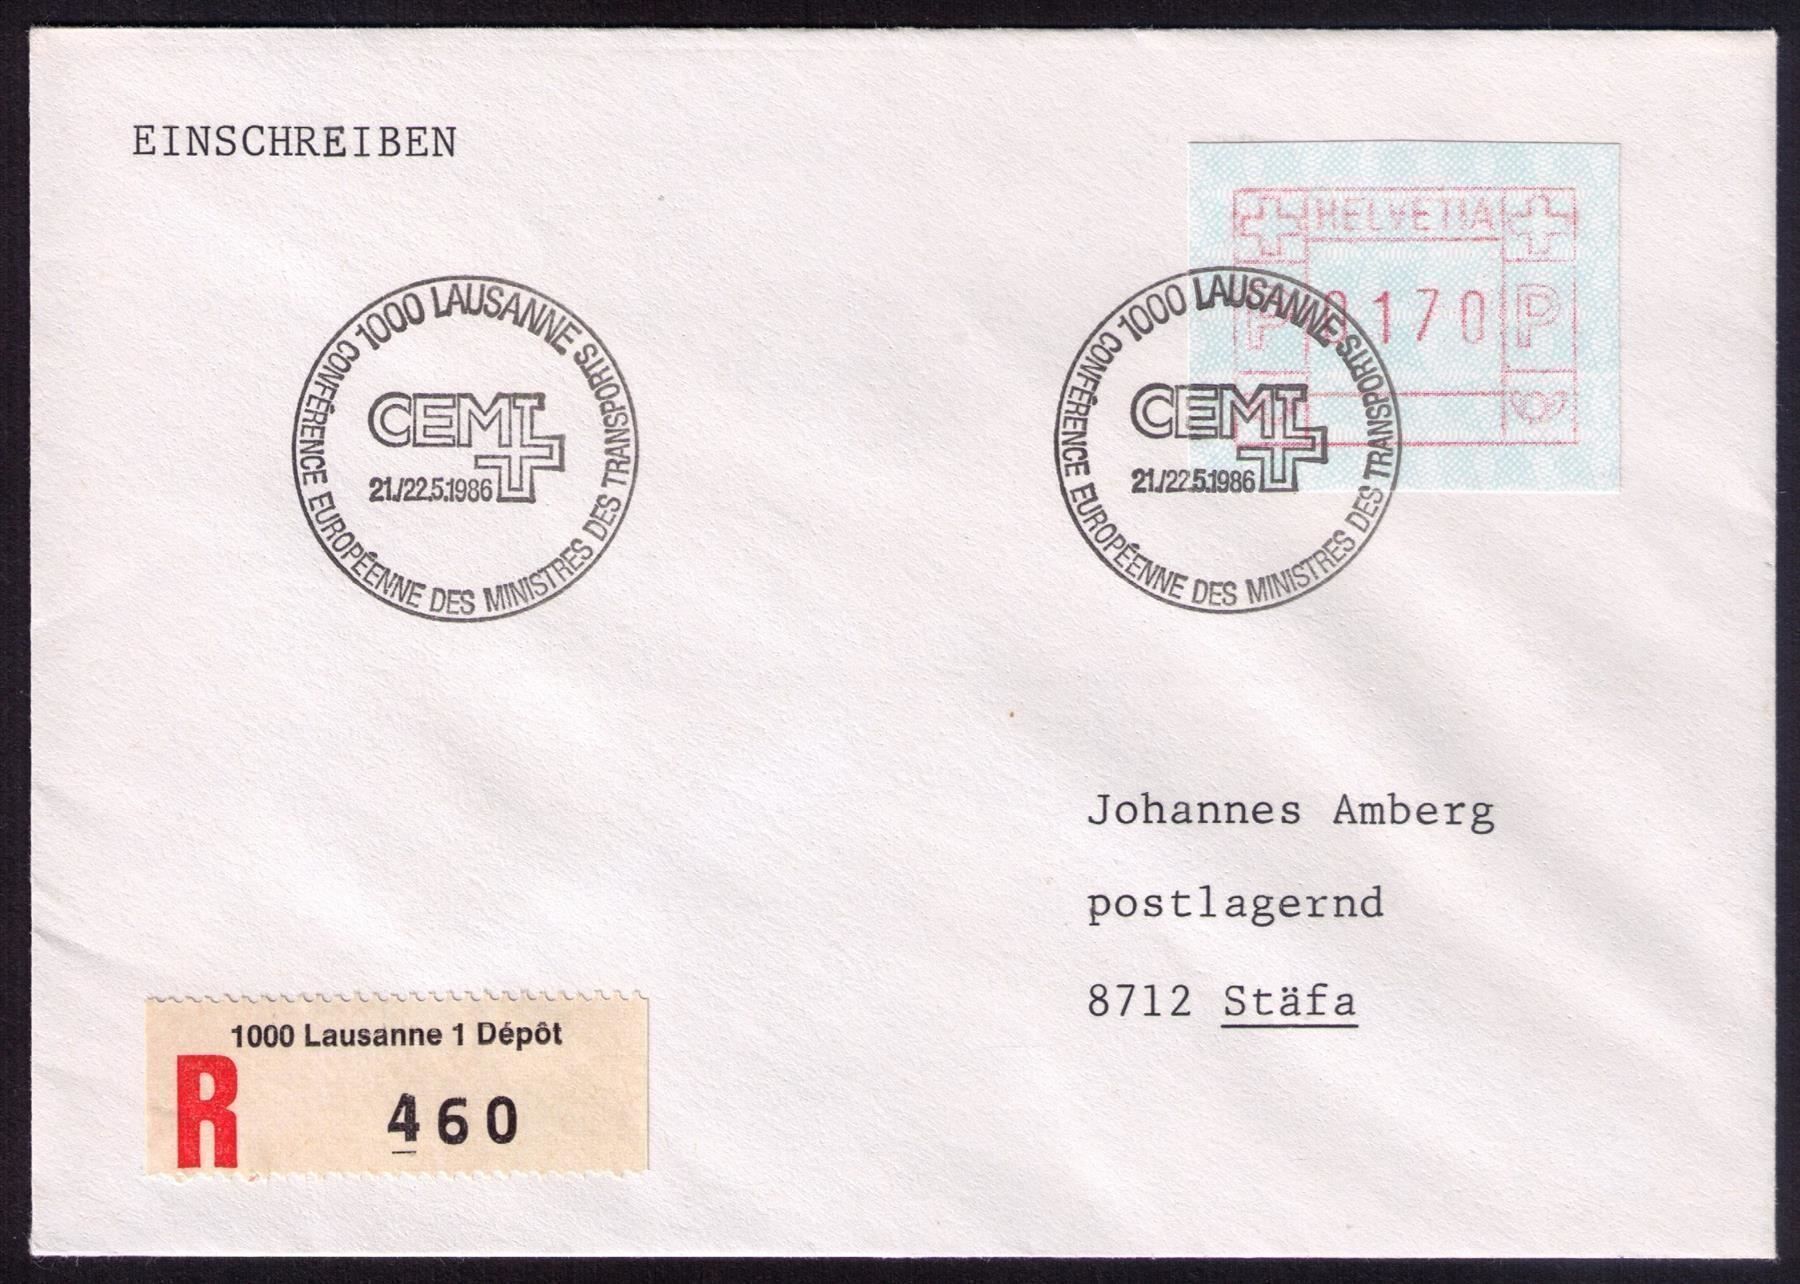 EINSCHREIBEN
HELVETIA
P 0170 P
1000 LAUSANNE
CONFÉRENCE EUROPÉENNE DES MINISTRES DES TRANSPORTS
CEMT
21./22.5.1986
1000 LAUSANNE
CONFÉRENCE EUROPÉENNE DES MINISTRES DES TRANSPORTS
CEMT
21./22.5.1986
Johannes Amberg
postlagernd
8712 Stäfa
1000 Lausanne 1 Dépôt
R 460